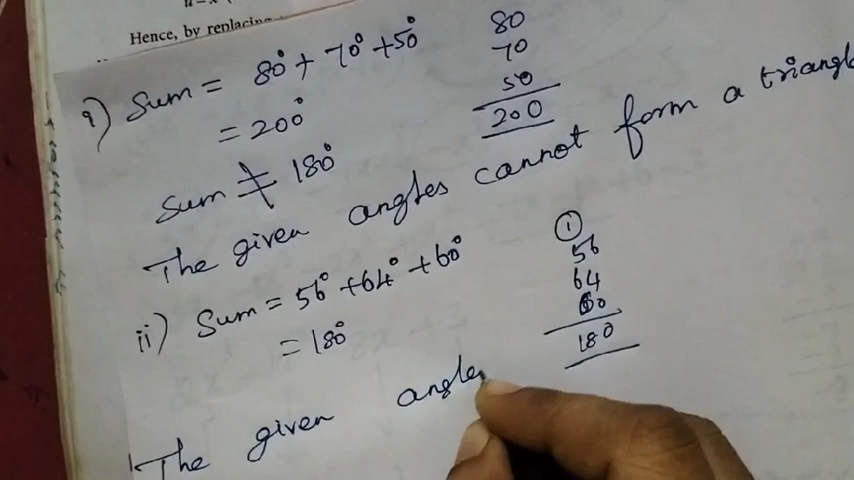 Hence, by replacing
i) Sum = 80° + 70° + 50°
= 200°
Sum ≠ 180°
80
70
50
200
The given angles cannot form a triangle
ii) Sum = 56° + 64° + 60°
= 180°
1
56
64
60
180
The given angles